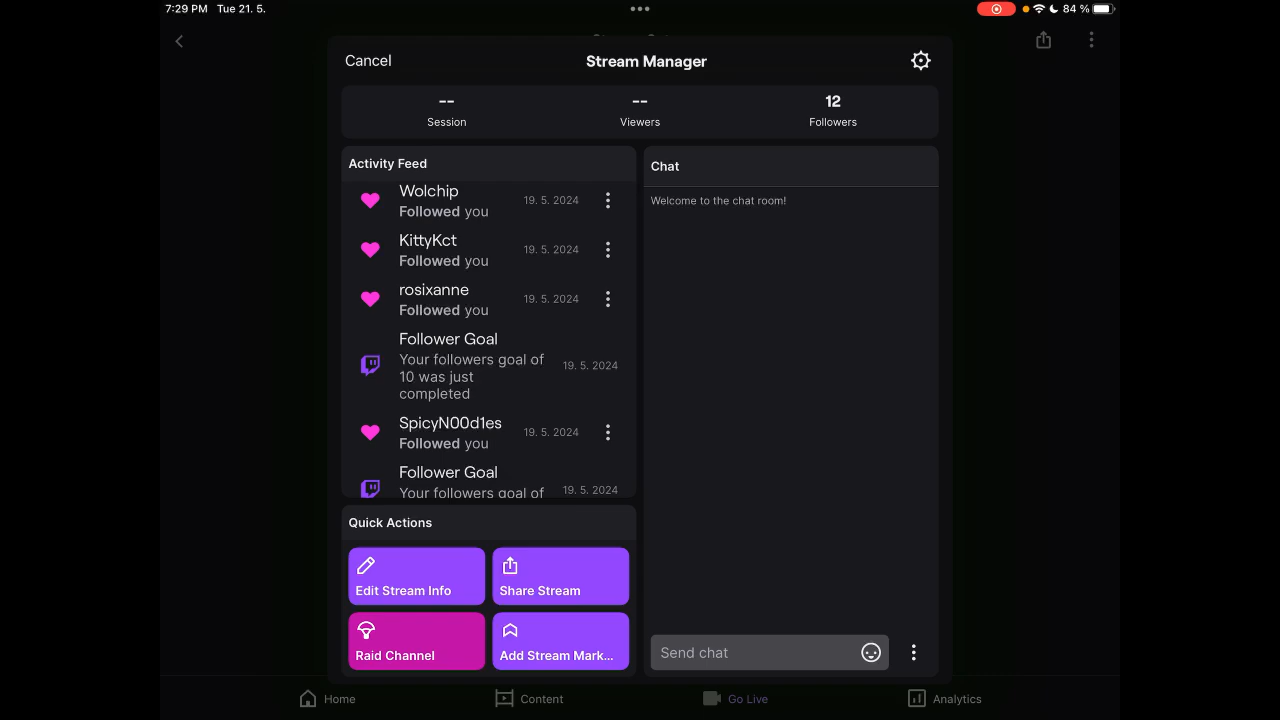 7:29 PM Tue 21. 5.
84 %
Cancel
Stream Manager
--
Session
--
Viewers
12
Followers
Activity Feed
Wolchip
Followed you
19. 5. 2024
KittyKct
Followed you
19. 5. 2024
rosixanne
Followed you
19. 5. 2024
Follower Goal
Your followers goal of
10 was just
completed
19. 5. 2024
SpicyN00d1es
Followed you
19. 5. 2024
Follower Goal
Your followers goal of
19. 5. 2024
Chat
Welcome to the chat room!
Quick Actions
Edit Stream Info
Share Stream
Raid Channel
Add Stream Mark...
Send chat
Home
Content
Go Live
Analytics